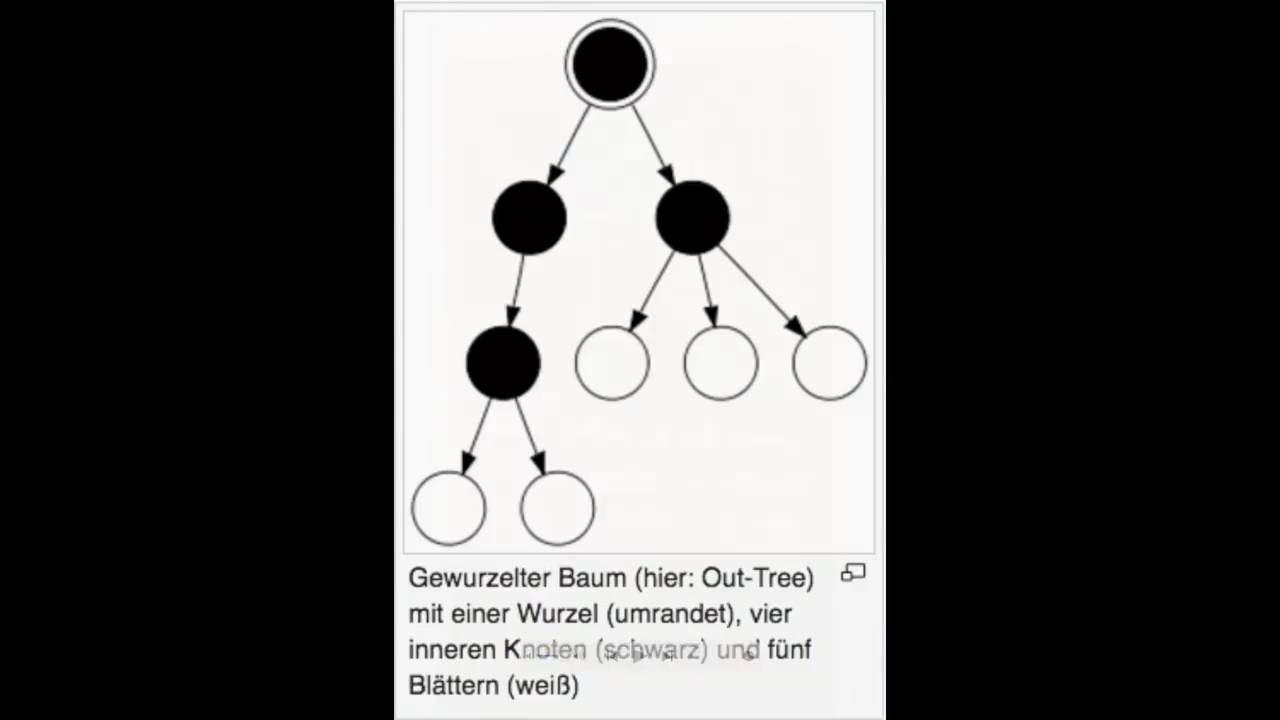 Gewurzelter Baum (hier: Out-Tree)
mit einer Wurzel (umrandet), vier
inneren Knoten (schwarz) und fünf
Blättern (weiß)